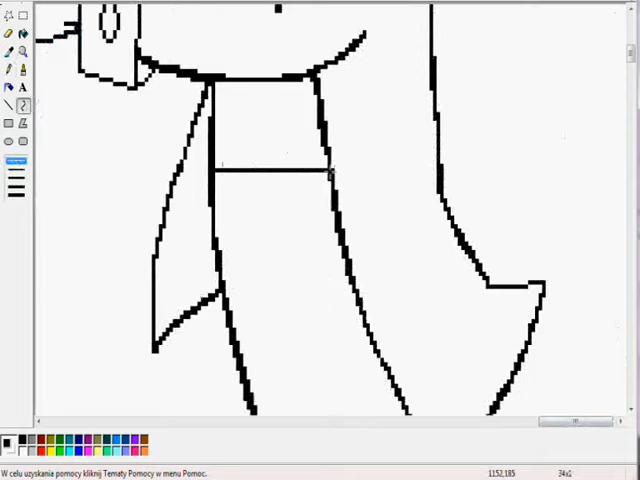 A
W celu uzyskania pomocy kliknij Tematy Pomocy w menu Pomoc.
1152,185
34x1